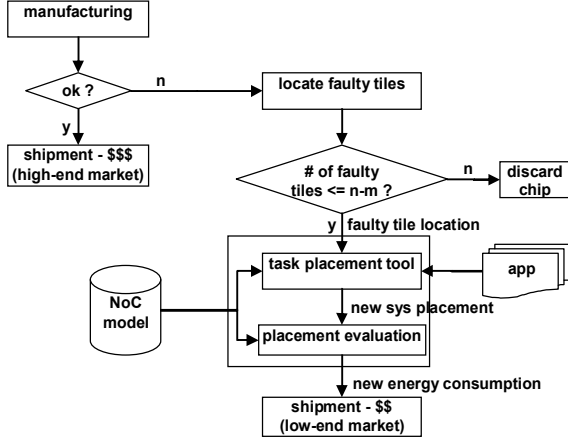 manufacturing
ok ?
n
locate faulty tiles
y
shipment - $$$
(high-end market)
# of faulty
tiles <= n-m ?
n
discard
chip
y faulty tile location
task placement tool
app
NoC
model
new sys placement
placement evaluation
new energy consumption
shipment - $$
(low-end market)